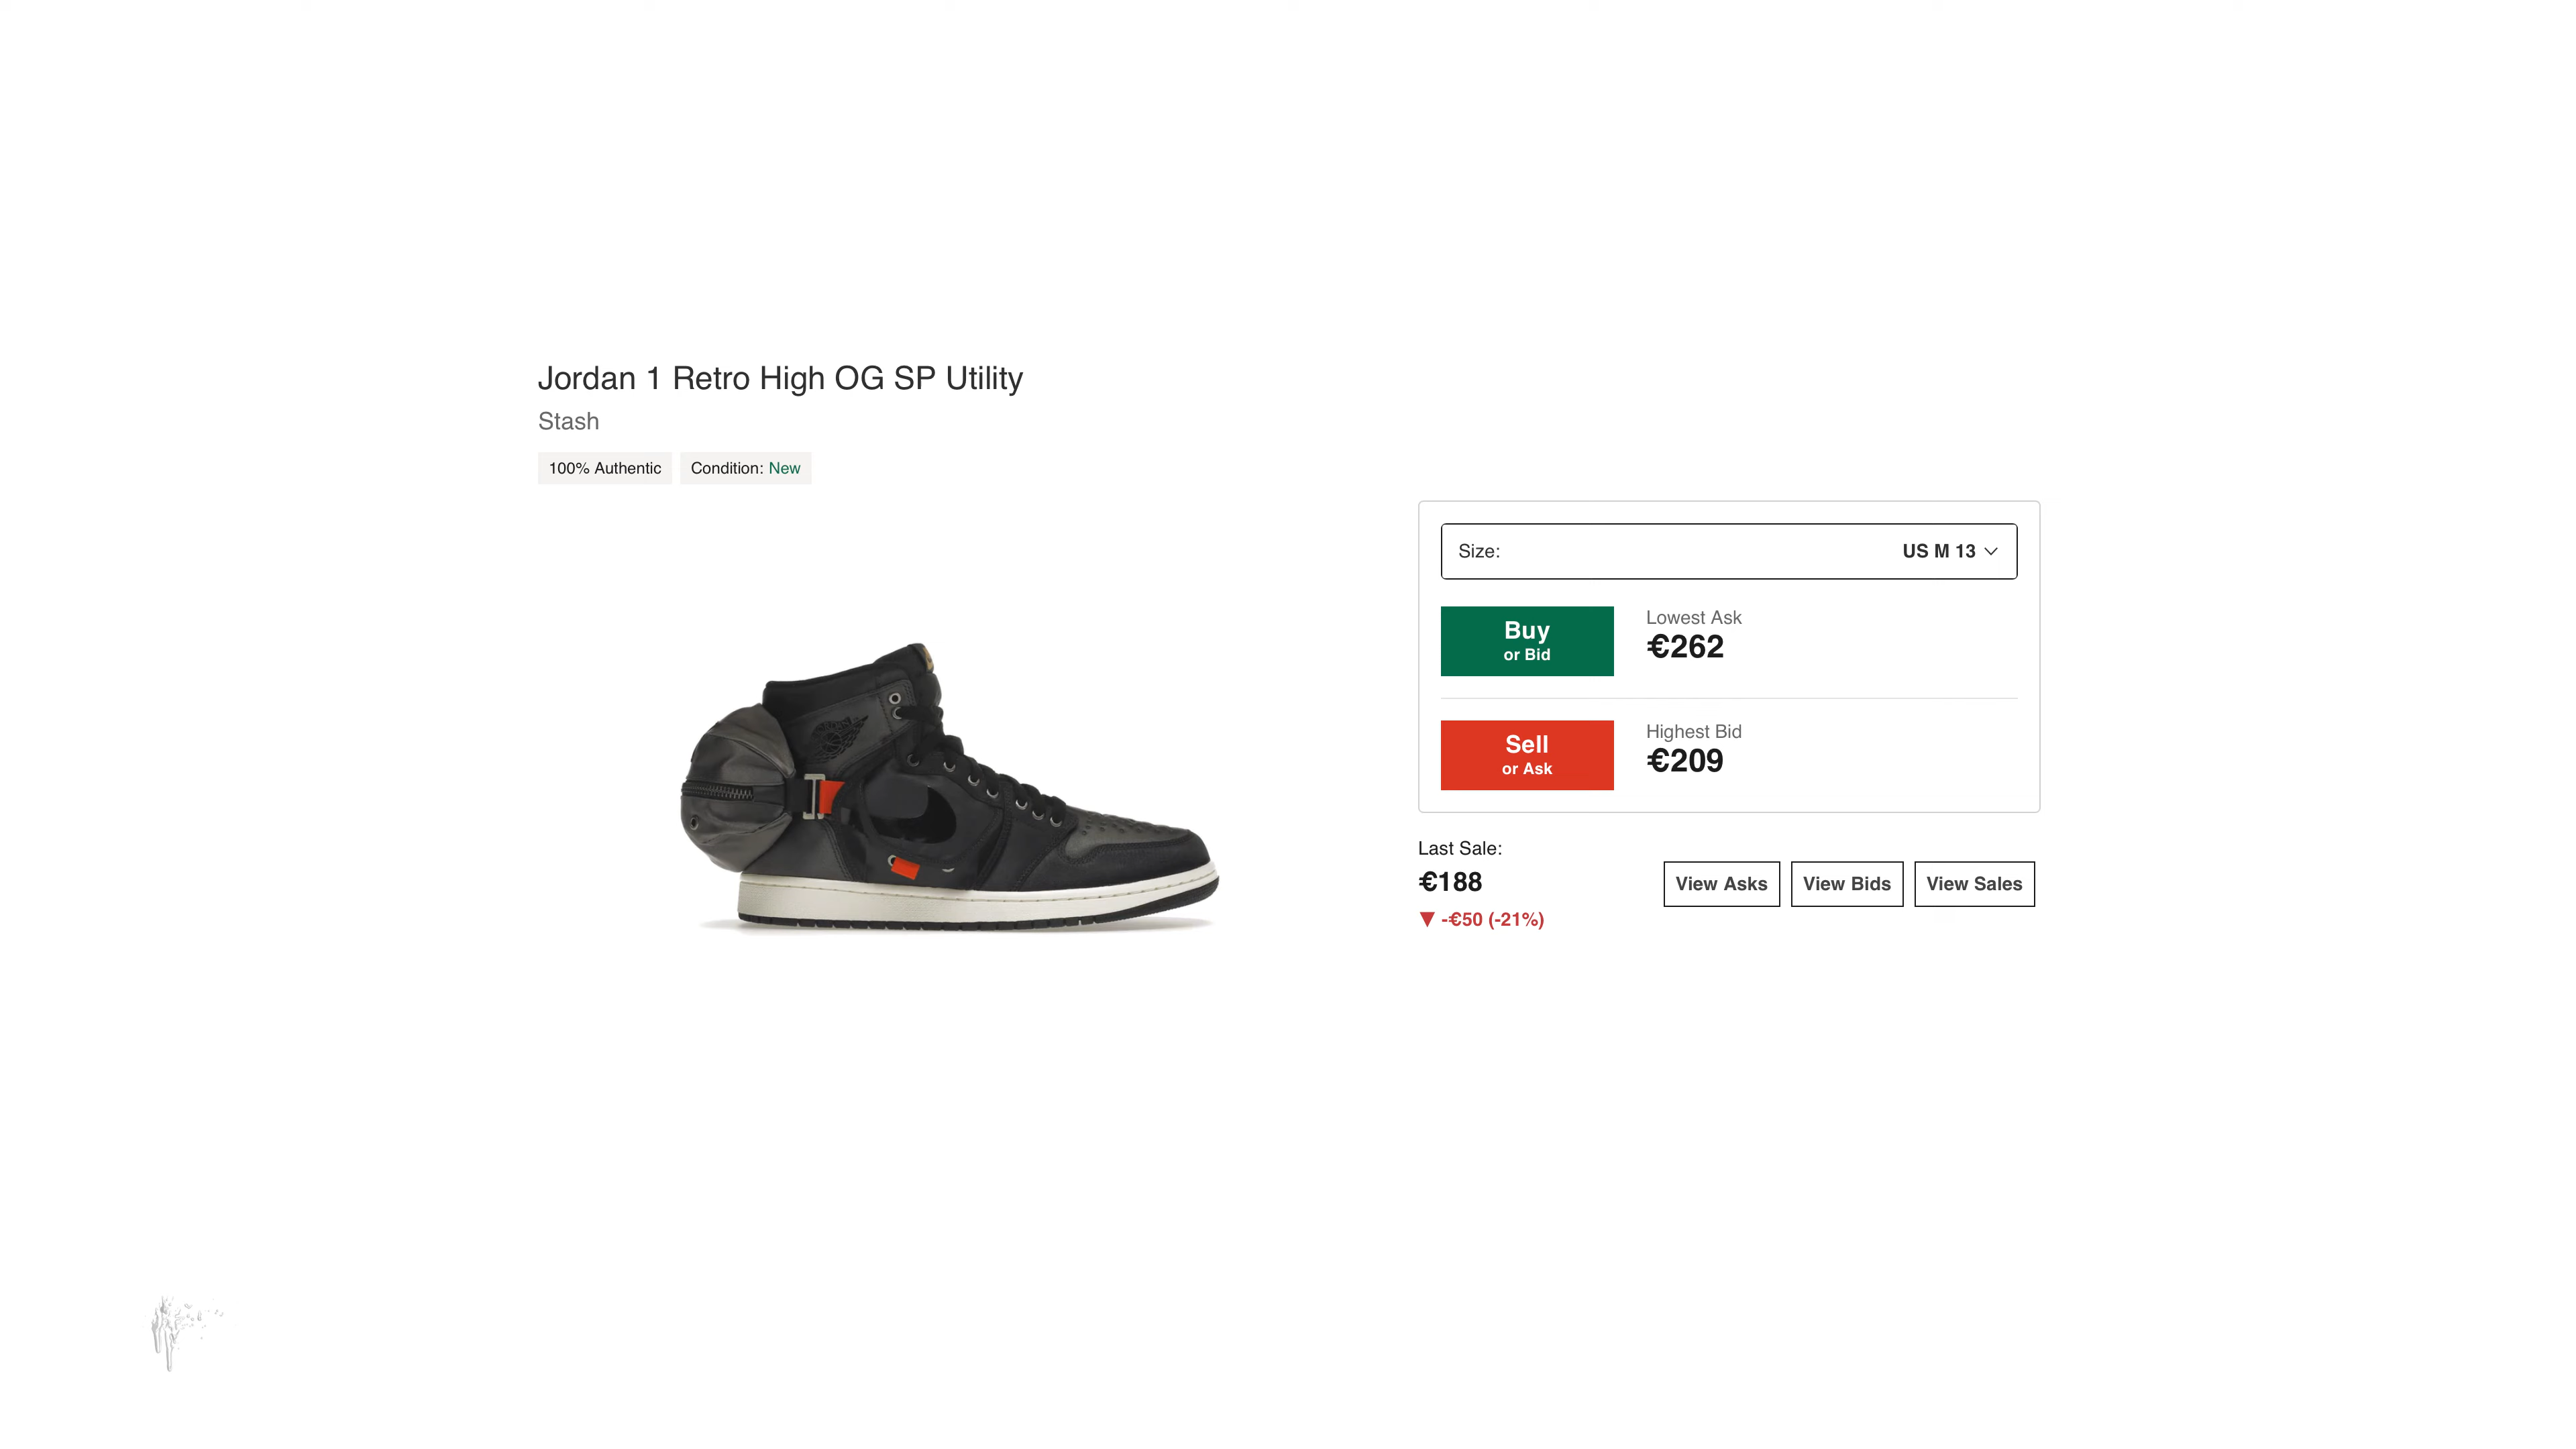 Jordan 1 Retro High OG SP Utility
Stash
100% Authentic
Condition: New
Size:
US M 13
Buy
or Bid
Lowest Ask
€262
Sell
or Ask
Highest Bid
€209
Last Sale:
€188
▼ -€50 (-21%)
View Asks
View Bids
View Sales